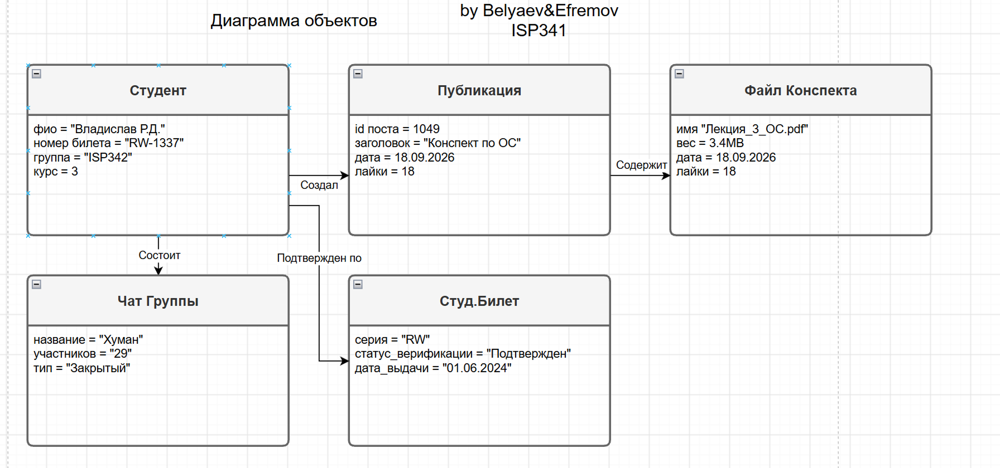 Диаграмма объектов
by Belyaev&Efremov
ISP341
Студент
фио = "Владислав Р.Д."
номер билета = "RW-1337"
группа = "ISP342"
курс = 3
Создал
Публикация
id поста = 1049
заголовок = "Конспект по ОС"
дата = 18.09.2026
лайки = 18
Содержит
Файл Конспекта
имя "Лекция_3_ОС.pdf"
вес = 3.4МВ
дата = 18.09.2026
лайки = 18
Состоит
Подтвержден по
Чат Группы
название = "Хуман"
участников = "29"
тип = "Закрытый"
Студ.Билет
серия = "RW"
статус_верификации = "Подтвержден"
дата_выдачи = "01.06.2024"